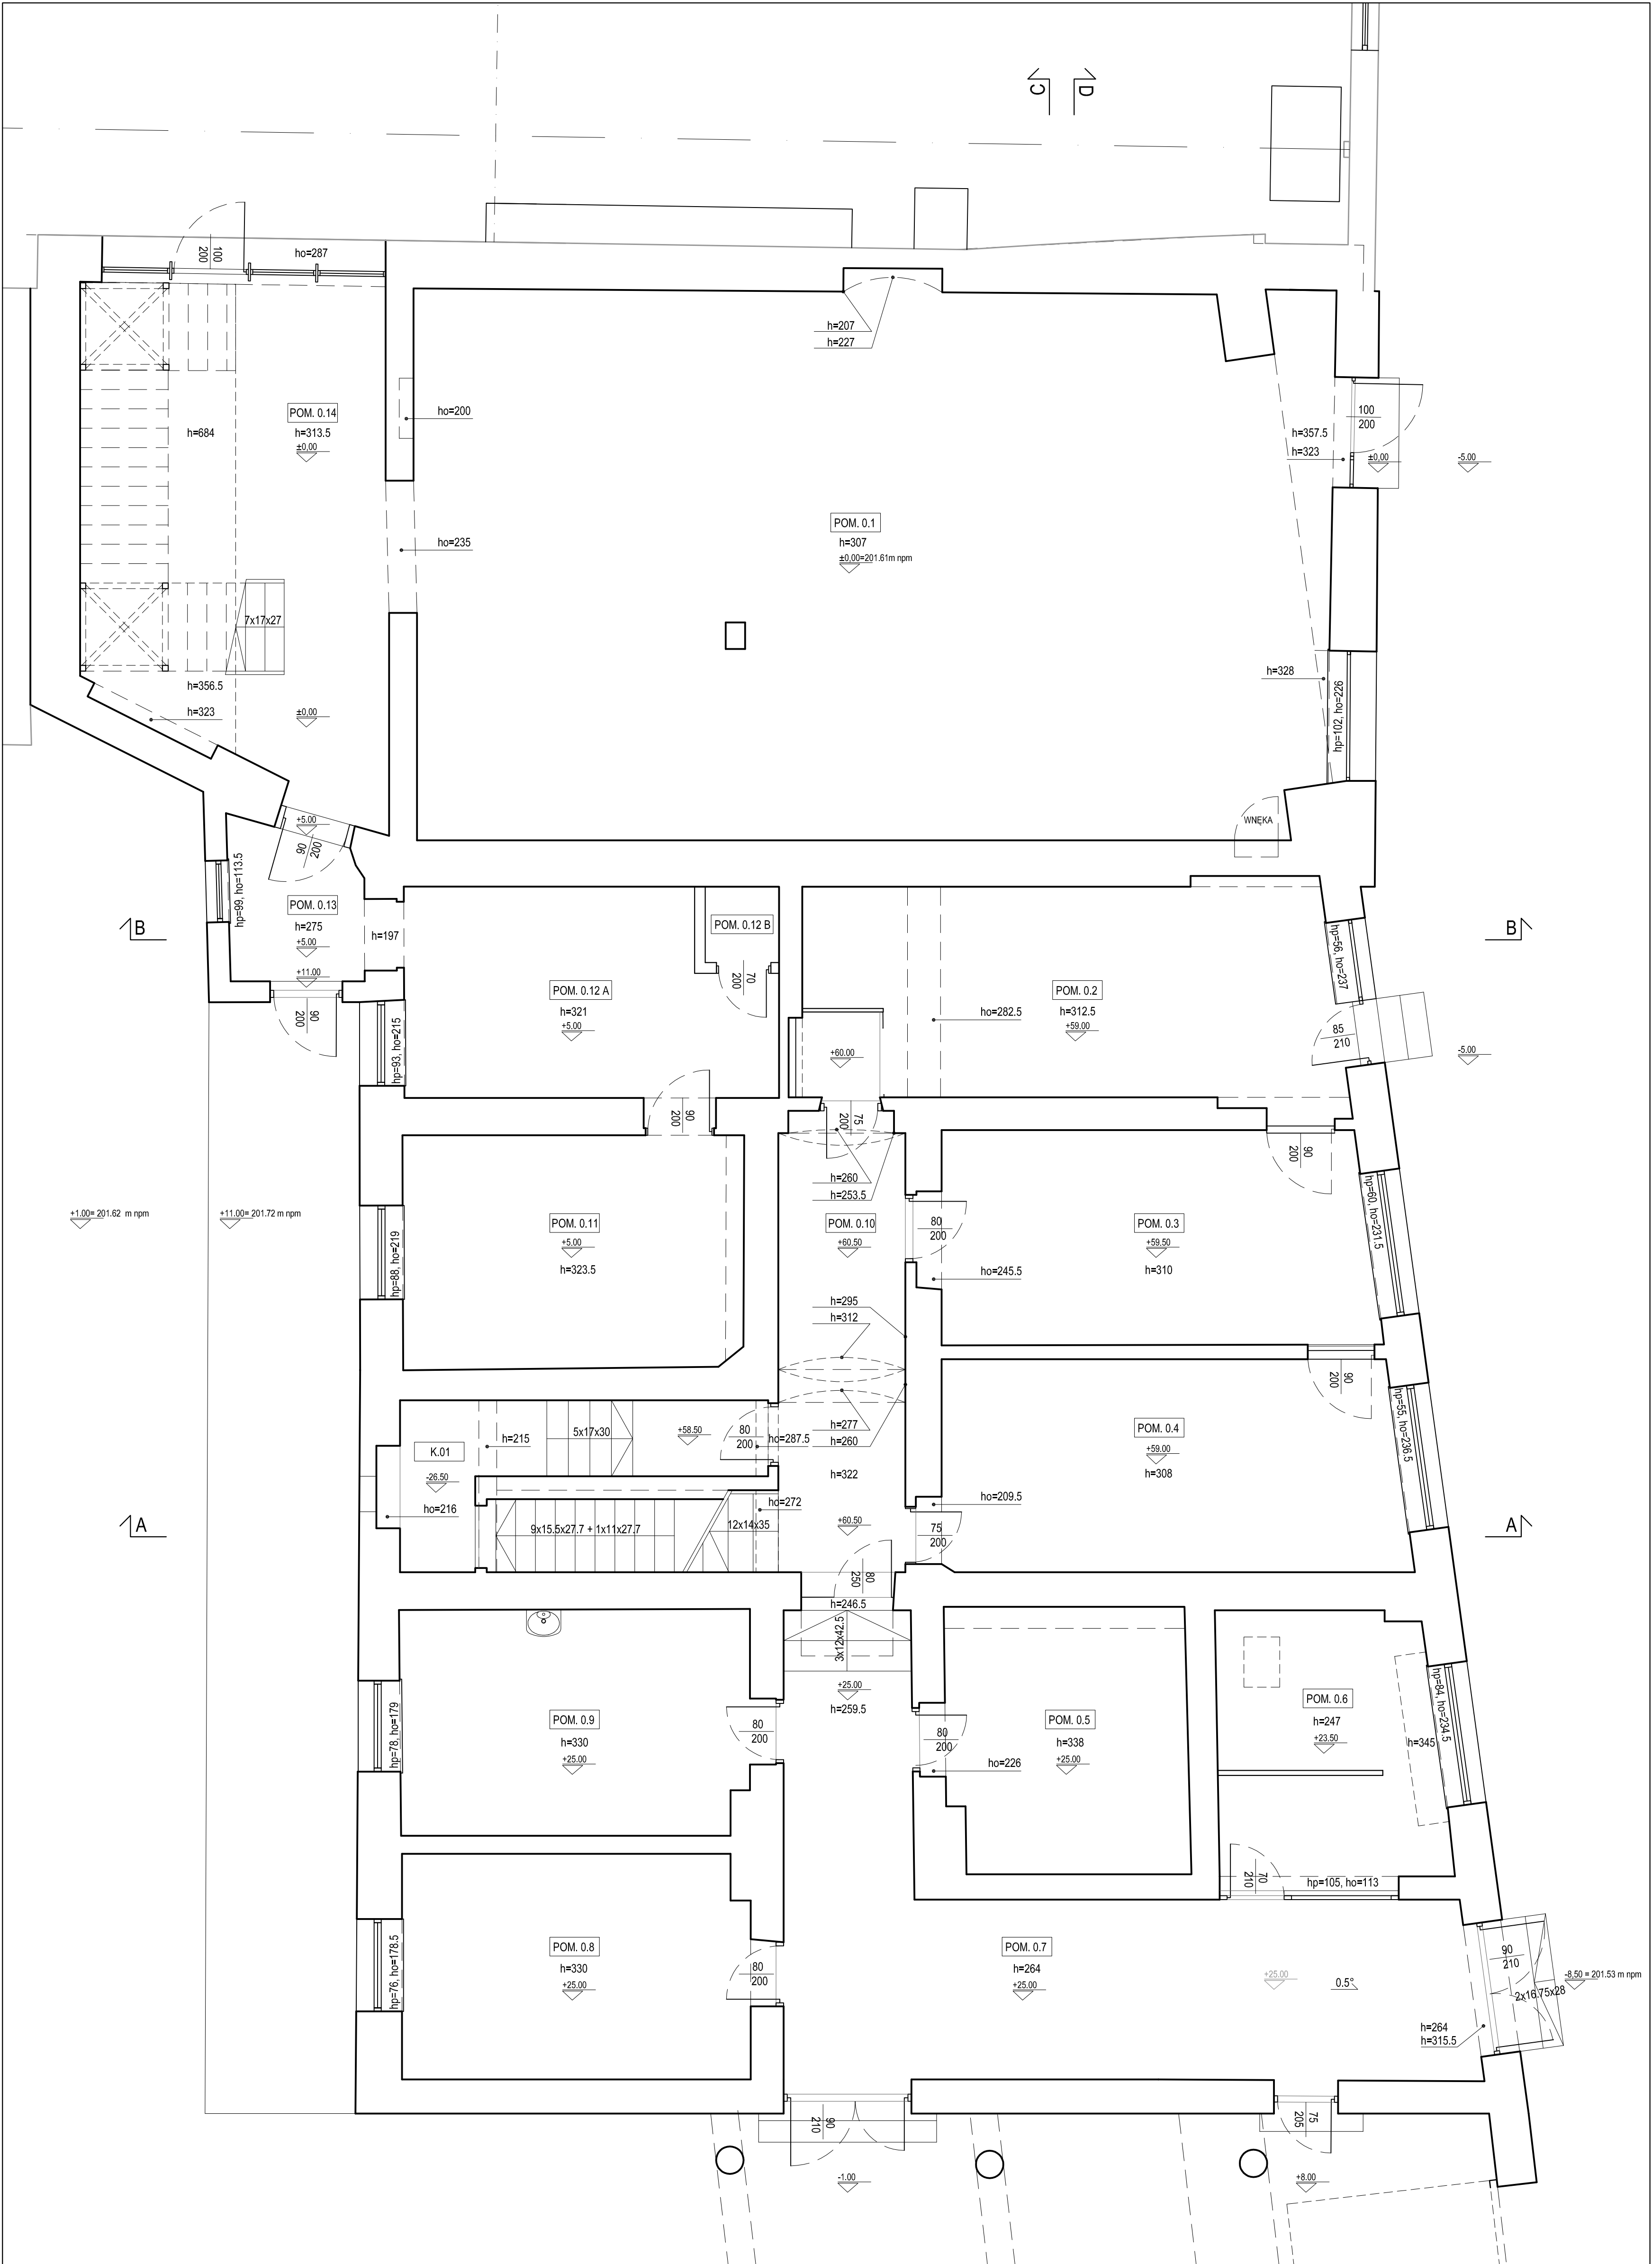 C
D
100
200
ho=287
h=207
h=227
POM. 0.14
h=313.5
±0,00
h=684
ho=200
100
200
h=357.5
h=323
±0,00
-5.00
ho=235
POM. 0.1
h=307
±0,00=201.61m npm
7x17x27
h=356.5
h=323
±0,00
h=328
hp=102, ho=226
WNĘKA
+5.00
90
200
hp=99, ho=113.5
POM. 0.13
h=275
+5.00
+11.00
h=197
B
B
90
200
POM. 0.12 B
70
200
POM. 0.12 A
h=321
+5.00
hp=93, ho=215
POM. 0.2
h=312.5
+59.00
ho=282.5
+60.00
hp=56, ho=237
85
210
-5.00
90
200
75
200
90
200
h=260
h=253.5
+1.00= 201.62 m npm
+11.00= 201.72 m npm
hp=88, ho=219
POM. 0.11
+5.00
h=323.5
POM. 0.10
+60.50
80
200
ho=245.5
POM. 0.3
+59.50
h=310
hp=60, ho=231.5
h=295
h=312
90
200
hp=55, ho=236.5
h=277
h=260
POM. 0.4
+59.00
h=308
K.01
-26.50
h=215
5x17x30
+58.50
80
200
ho=287.5
h=322
ho=216
9x15.5x27.7 + 1x11x27.7
12x14x35
ho=272
ho=209.5
75
200
+60.50
A
A
80
250
h=246.5
3x12x42.5
+25.00
h=259.5
hp=78, ho=179
POM. 0.9
h=330
+25.00
80
200
80
200
ho=226
POM. 0.5
h=338
+25.00
POM. 0.6
h=247
+23.50
h=345
hp=84, ho=234.5
70
210
hp=105, ho=113
hp=76, ho=178.5
POM. 0.8
h=330
+25.00
80
200
POM. 0.7
h=264
+25.00
+25.00
0.5°
90
210
2x16.75x28
-8,50 = 201.53 m npm
h=264
h=315.5
90
210
75
205
-1.00
+8.00